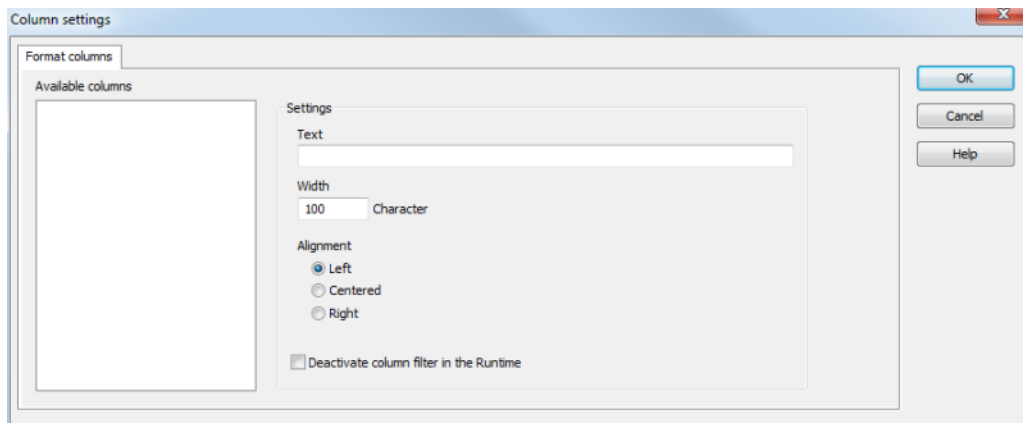 Column settings
Format columns
Available columns
Settings
Text
Width
100 Character
Alignment
Left
Centered
Right
Deactivate column filter in the Runtime
OK
Cancel
Help